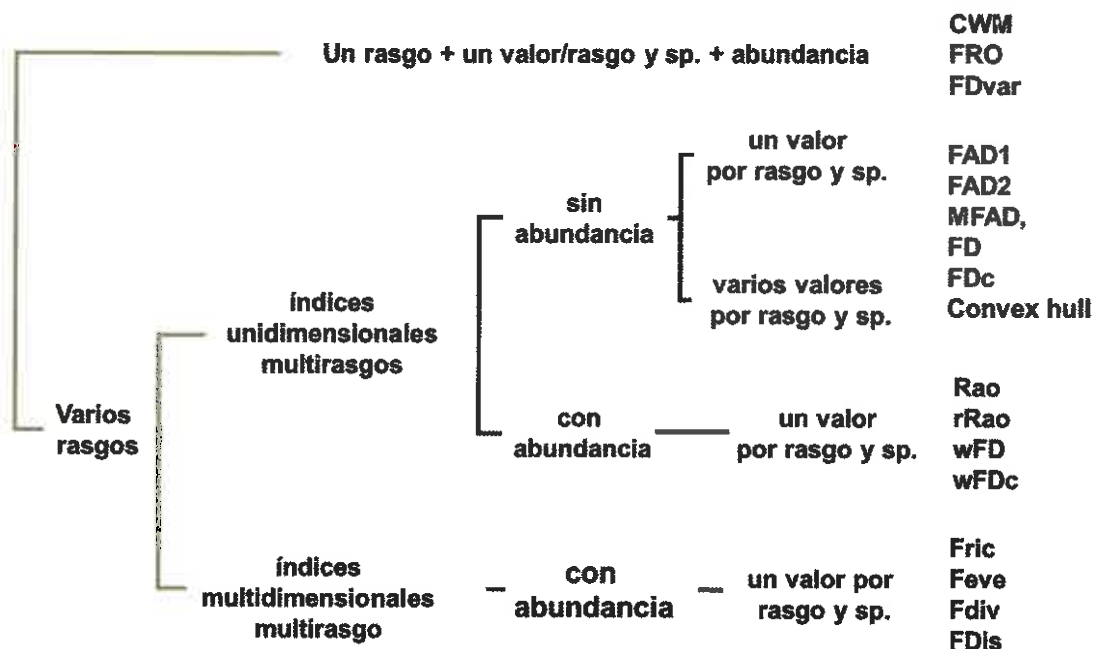 Un rasgo + un valor/rasgo y sp. + abundancia
CWM
FRO
FDvar
Varios
rasgos
índices
unidimensionales
multirasgos
sin
abundancia
un valor
por rasgo y sp.
varios valores
por rasgo y sp.
FAD1
FAD2
MFAD,
FD
FDc
Convex hull
con
abundancia
un valor
por rasgo y sp.
Rao
rRao
wFD
wFDc
índices
multidimensionales
multirasgo
con
abundancia
un valor por
rasgo y sp.
Fric
Feve
Fdiv
FDis